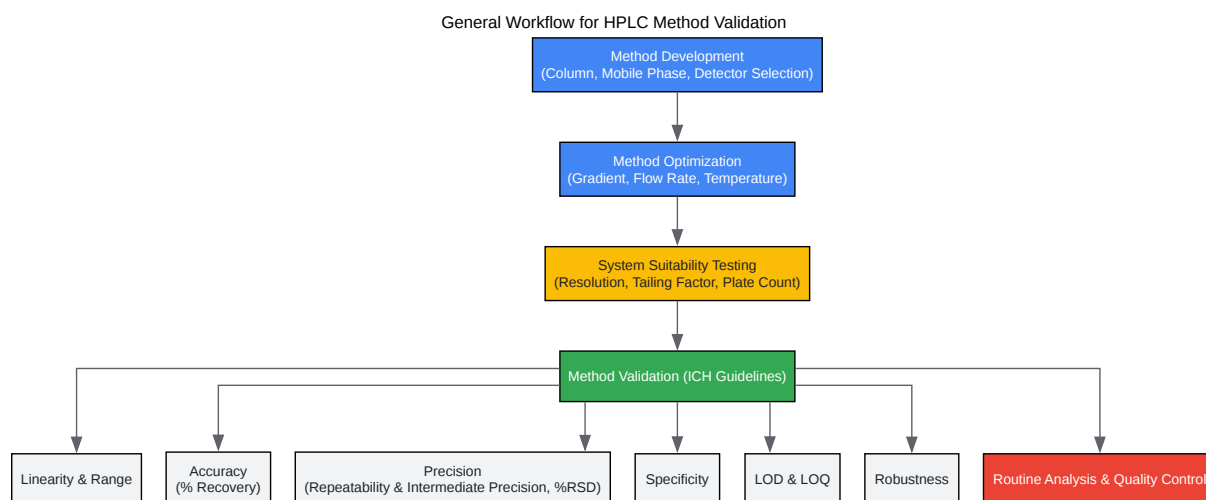 General Workflow for HPLC Method Validation
Method Development
(Column, Mobile Phase, Detector Selection)
Method Optimization
(Gradient, Flow Rate, Temperature)
System Suitability Testing
(Resolution, Tailing Factor, Plate Count)
Method Validation (ICH Guidelines)
Linearity & Range
Accuracy
(% Recovery)
Precision
(Repeatability & Intermediate Precision, %RSD)
Specificity
LOD & LOQ
Robustness
Routine Analysis & Quality Control